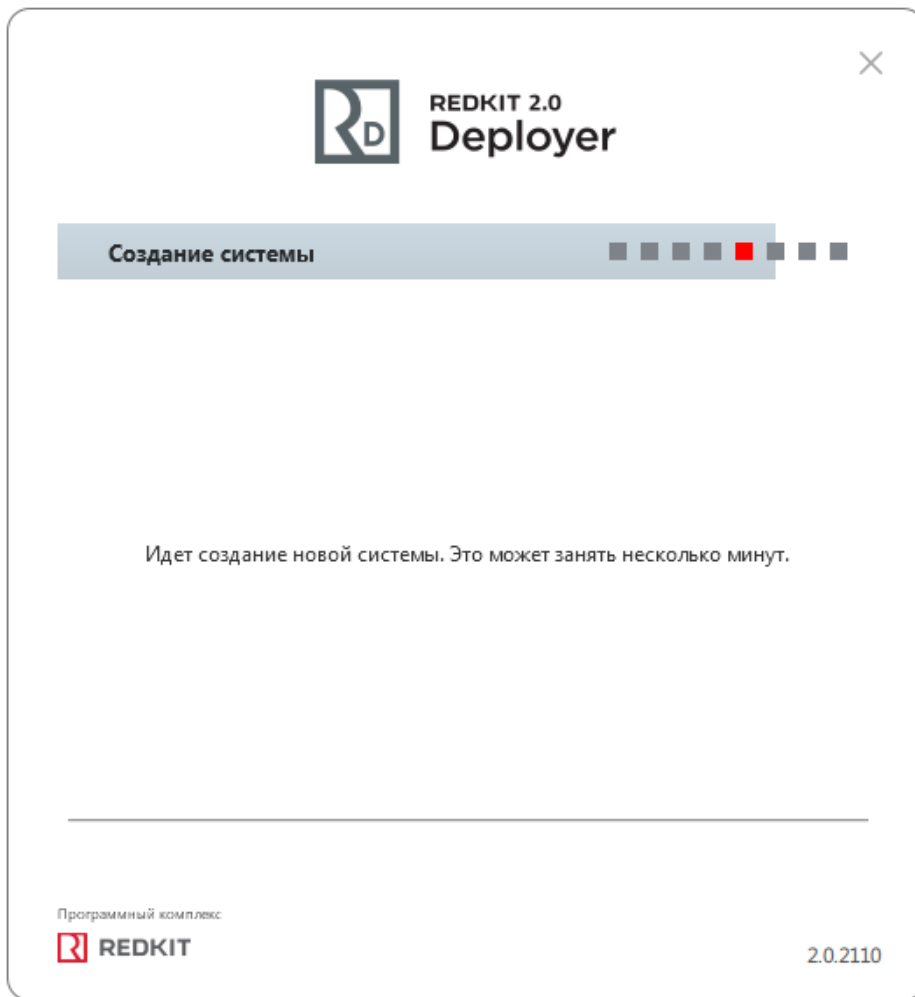 REDKIT 2.0
Deployer
Создание системы
Идет создание новой системы. Это может занять несколько минут.
Программный комплекс
REDKIT
2.0.2110